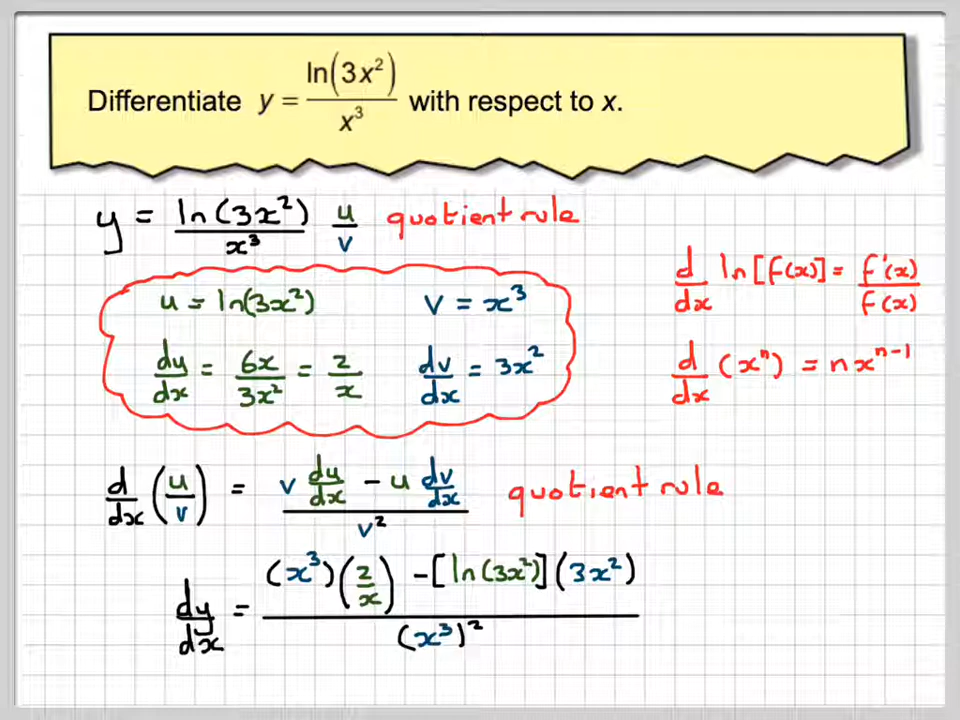 Differentiate y = ln(3x²)/x³ with respect to x.
y = ln(3x²)/x³ u/v quotient rule
d/dx ln[f(x)] = f'(x)/f(x)
u = ln(3x²) v = x³
dy/dx = 6x/3x² = 2/x dv/dx = 3x²
d/dx (xⁿ) = nxⁿ⁻¹
d/dx (u/v) = (v dy/dx - u dv/dx)/v² quotient rule
dy/dx = ((x³)(2/x) - [ln(3x²)](3x²))/(x³)²